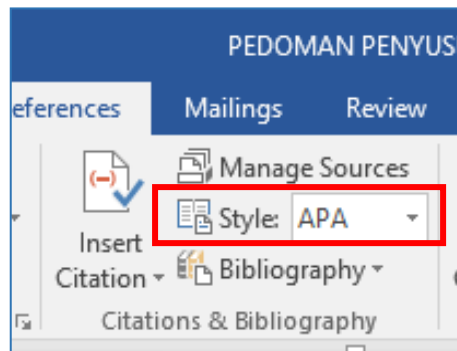 PEDOMAN PENYUS
eferences Mailings Review
Manage Sources
Style: APA
Insert
Citation
Bibliography
Citations & Bibliography